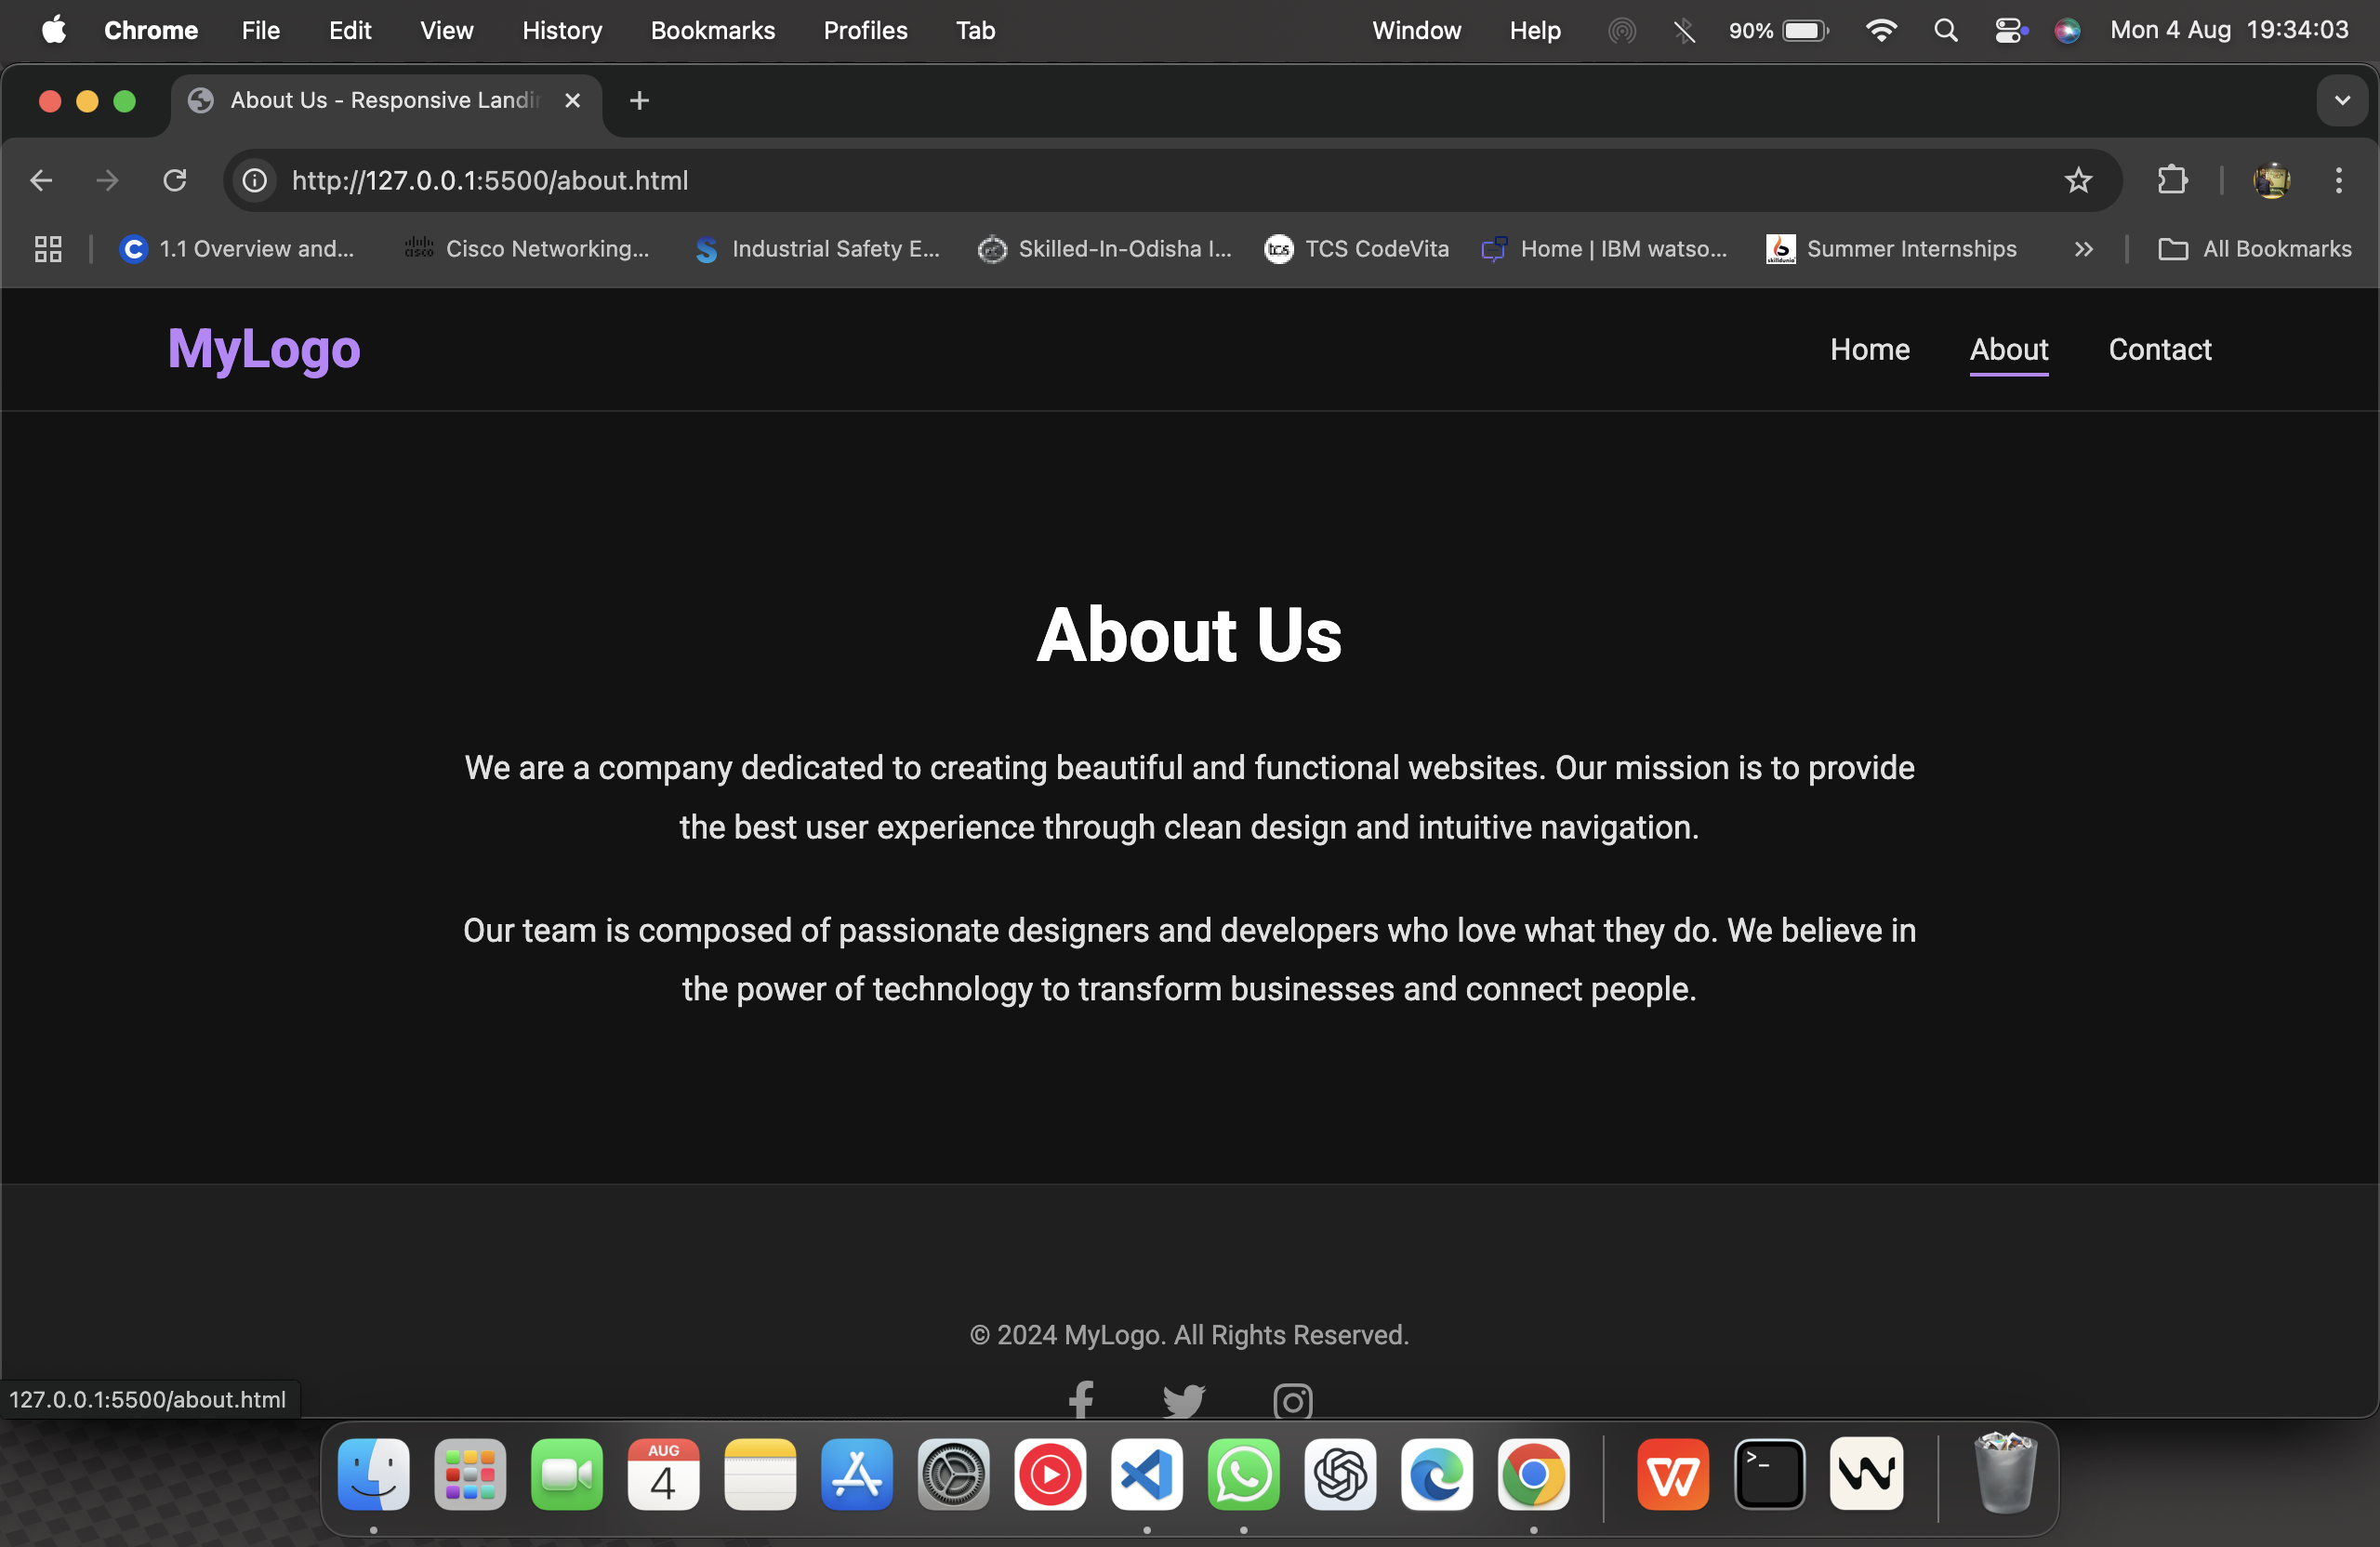 Chrome File Edit View History Bookmarks Profiles Tab Window Help 90% Mon 4 Aug 19:34:03
About Us - Responsive Landi
http://127.0.0.1:5500/about.html
1.1 Overview and... Cisco Networking... Industrial Safety E... Skilled-In-Odisha I... TCS CodeVita Home | IBM watso... Summer Internships All Bookmarks
MyLogo Home About Contact
About Us
We are a company dedicated to creating beautiful and functional websites. Our mission is to provide
the best user experience through clean design and intuitive navigation.
Our team is composed of passionate designers and developers who love what they do. We believe in
the power of technology to transform businesses and connect people.
© 2024 MyLogo. All Rights Reserved.
127.0.0.1:5500/about.html
AUG
4